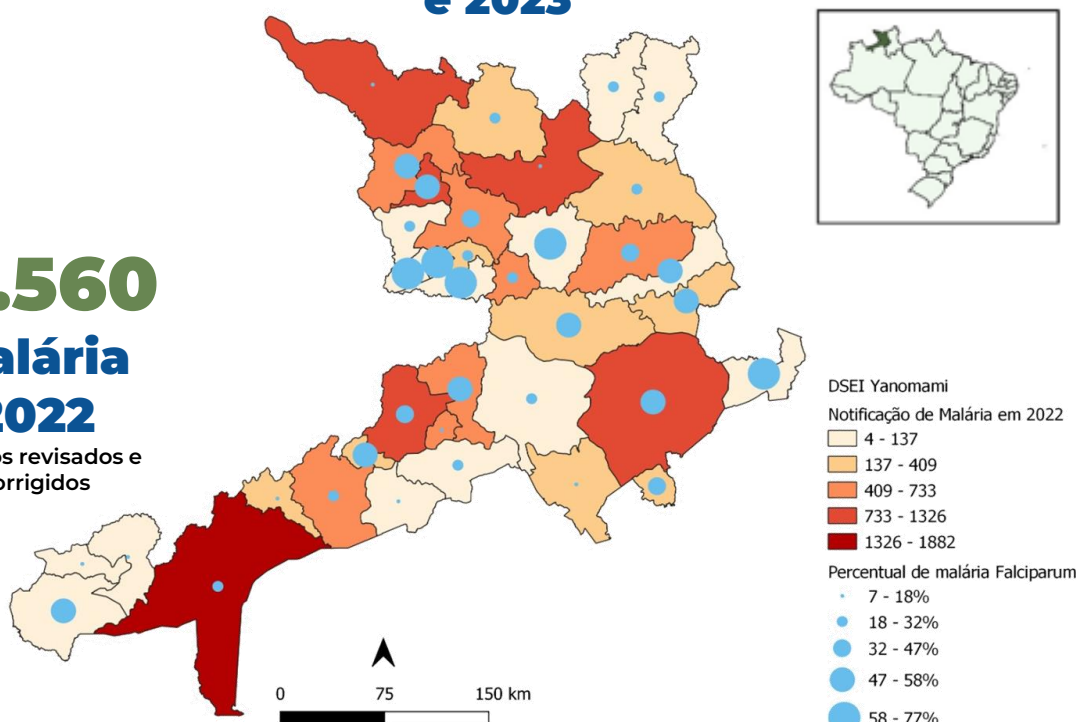 e 2023
.560
alária
2022
os revisados e
orrigidos
DSEI Yanomami
Notificação de Malária em 2022
4 - 137
137 - 409
409 - 733
733 - 1326
1326 - 1882
Percentual de malária Falciparum
7 - 18%
18 - 32%
32 - 47%
47 - 58%
58 - 77%
0 75 150 km